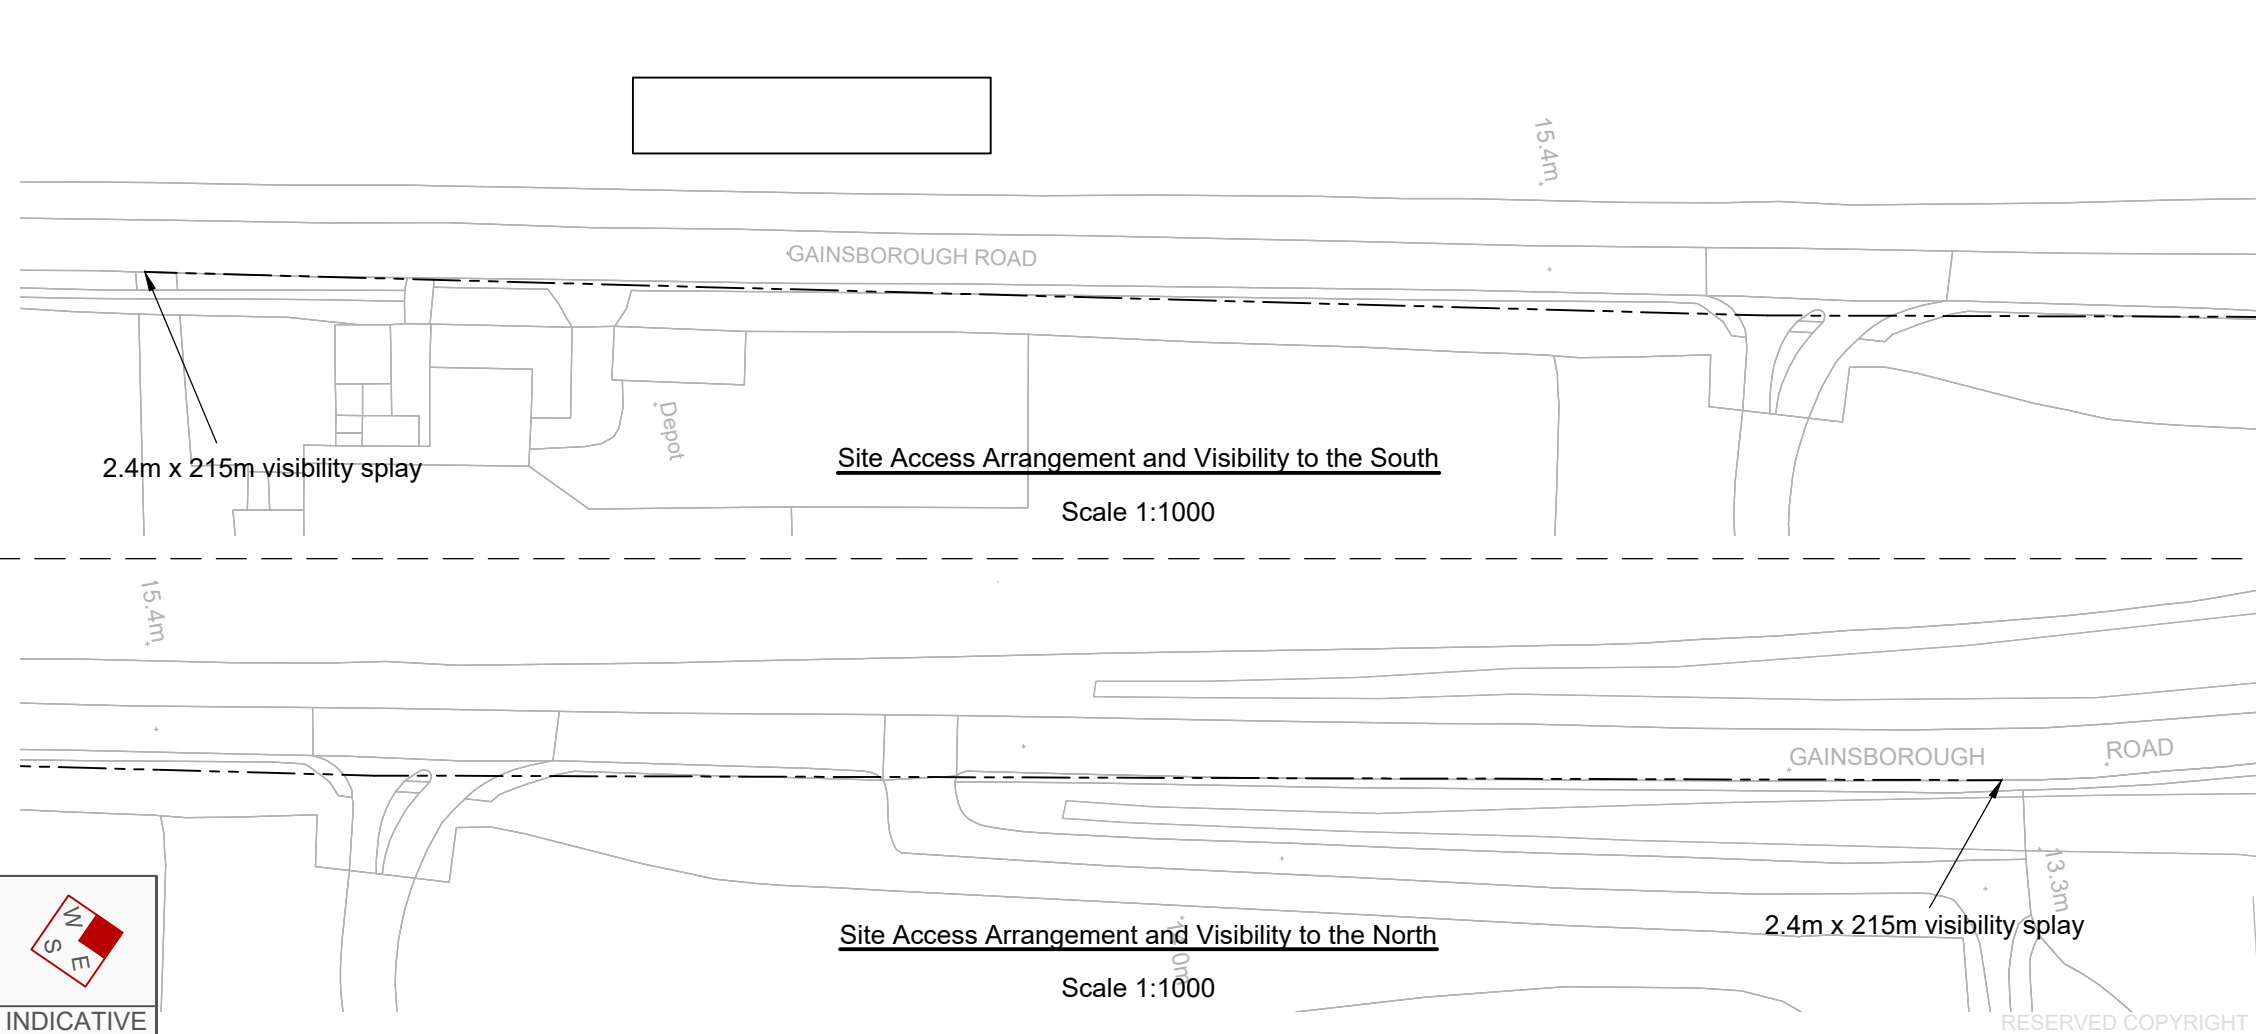 15.4m
GAINSBOROUGH ROAD
Depot
2.4m x 215m visibility splay
Site Access Arrangement and Visibility to the South
Scale 1:1000
15.4m
GAINSBOROUGH ROAD
13.3m
2.4m x 215m visibility splay
Site Access Arrangement and Visibility to the North
Scale 1:1000
W
S
E
INDICATIVE
RESERVED COPYRIGHT